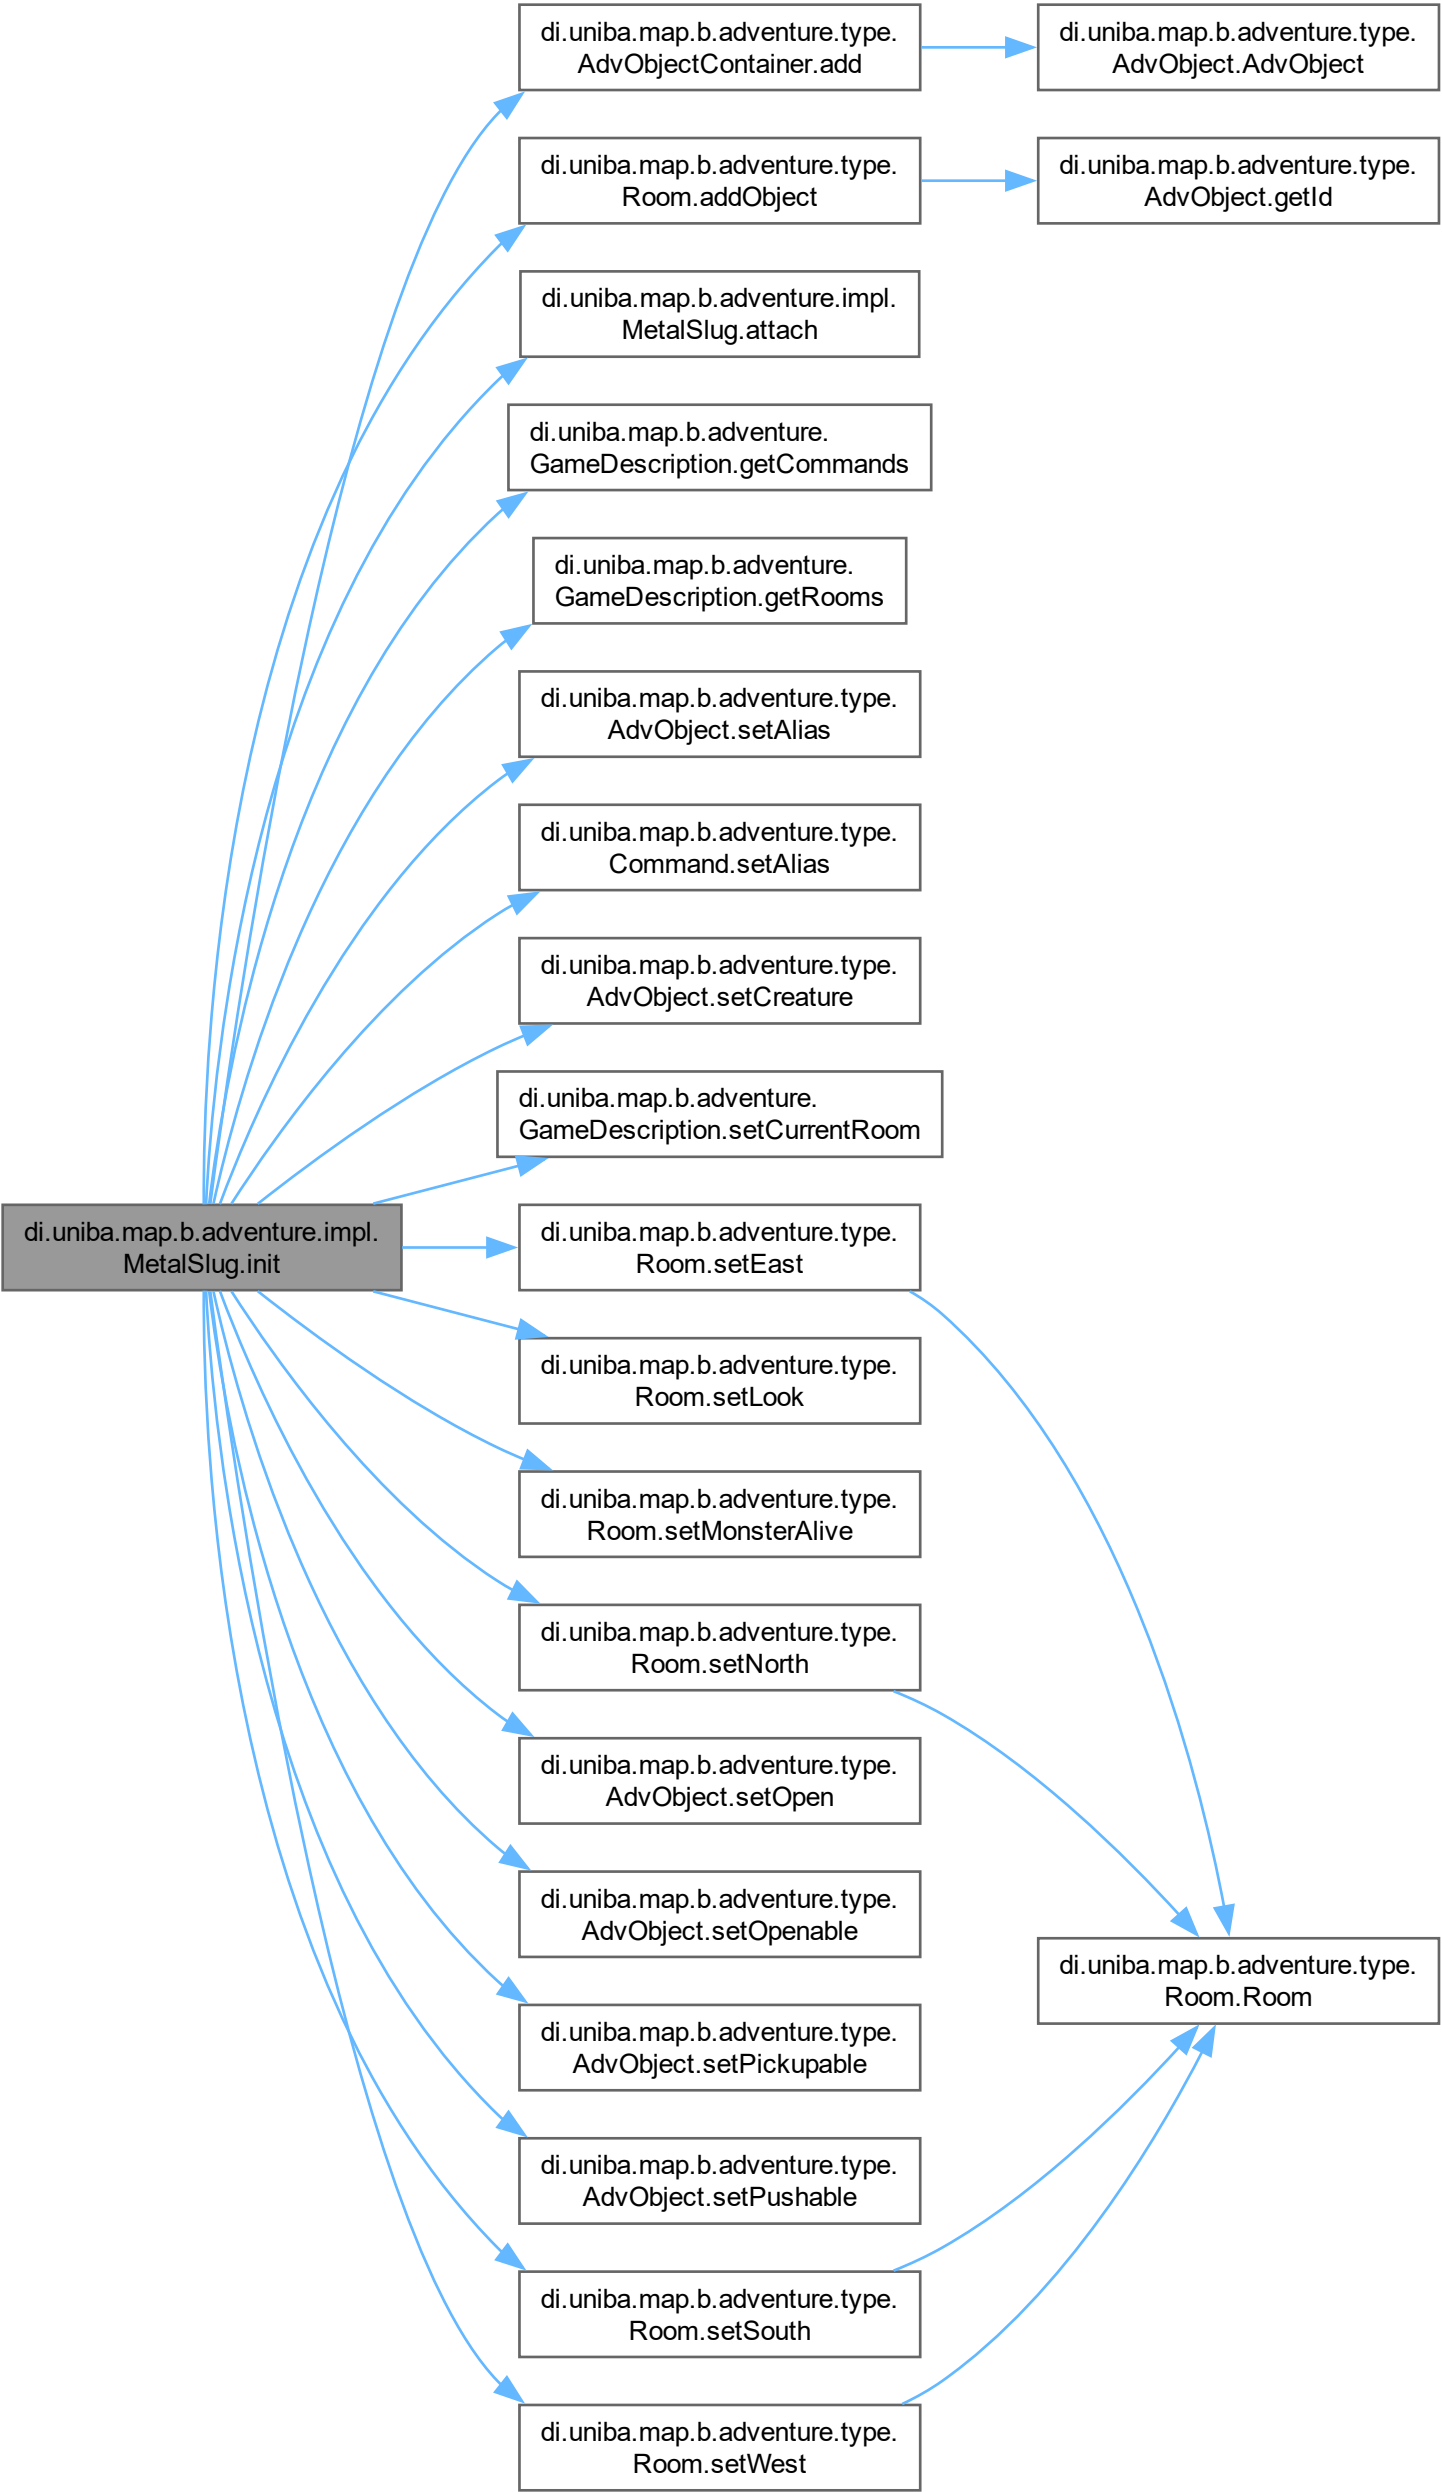 di.uniba.map.b.adventure.type.
AdvObjectContainer.add
di.uniba.map.b.adventure.type.
AdvObject.AdvObject
di.uniba.map.b.adventure.type.
Room.addObject
di.uniba.map.b.adventure.type.
AdvObject.getId
di.uniba.map.b.adventure.impl.
MetalSlug.attach
di.uniba.map.b.adventure.
GameDescription.getCommands
di.uniba.map.b.adventure.
GameDescription.getRooms
di.uniba.map.b.adventure.type.
AdvObject.setAlias
di.uniba.map.b.adventure.type.
Command.setAlias
di.uniba.map.b.adventure.type.
AdvObject.setCreature
di.uniba.map.b.adventure.
GameDescription.setCurrentRoom
di.uniba.map.b.adventure.impl.
MetalSlug.init
di.uniba.map.b.adventure.type.
Room.setEast
di.uniba.map.b.adventure.type.
Room.setLook
di.uniba.map.b.adventure.type.
Room.setMonsterAlive
di.uniba.map.b.adventure.type.
Room.setNorth
di.uniba.map.b.adventure.type.
AdvObject.setOpen
di.uniba.map.b.adventure.type.
AdvObject.setOpenable
di.uniba.map.b.adventure.type.
Room.Room
di.uniba.map.b.adventure.type.
AdvObject.setPickupable
di.uniba.map.b.adventure.type.
AdvObject.setPushable
di.uniba.map.b.adventure.type.
Room.setSouth
di.uniba.map.b.adventure.type.
Room.setWest